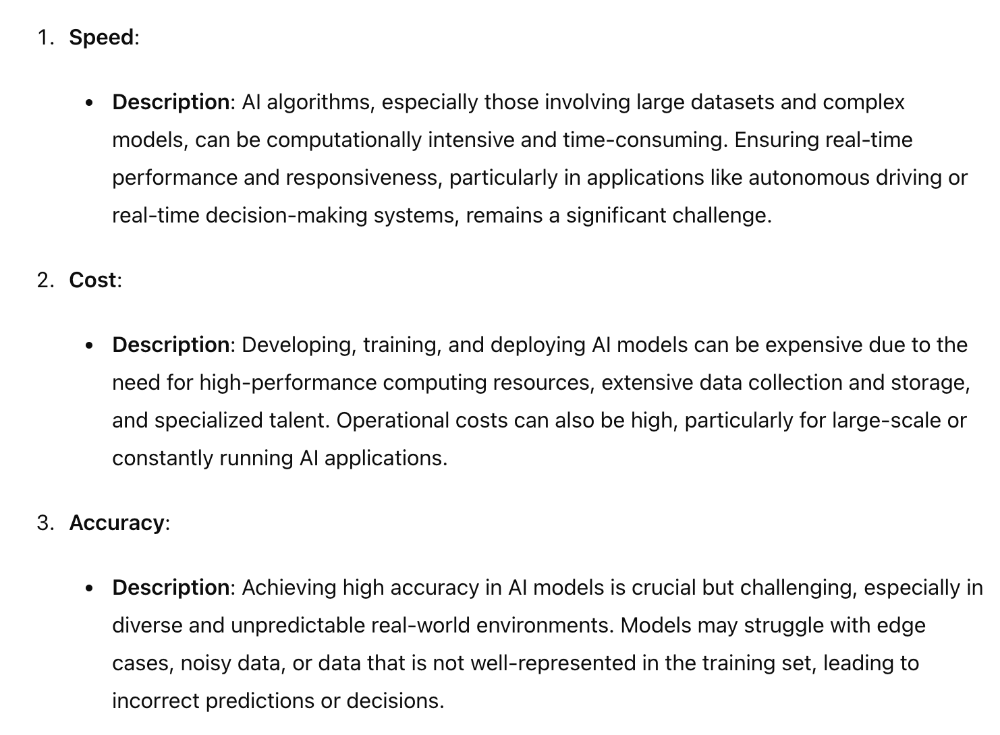 1. Speed:
• Description: AI algorithms, especially those involving large datasets and complex
models, can be computationally intensive and time-consuming. Ensuring real-time
performance and responsiveness, particularly in applications like autonomous driving or
real-time decision-making systems, remains a significant challenge.
2. Cost:
• Description: Developing, training, and deploying AI models can be expensive due to the
need for high-performance computing resources, extensive data collection and storage,
and specialized talent. Operational costs can also be high, particularly for large-scale or
constantly running AI applications.
3. Accuracy:
• Description: Achieving high accuracy in AI models is crucial but challenging, especially in
diverse and unpredictable real-world environments. Models may struggle with edge
cases, noisy data, or data that is not well-represented in the training set, leading to
incorrect predictions or decisions.